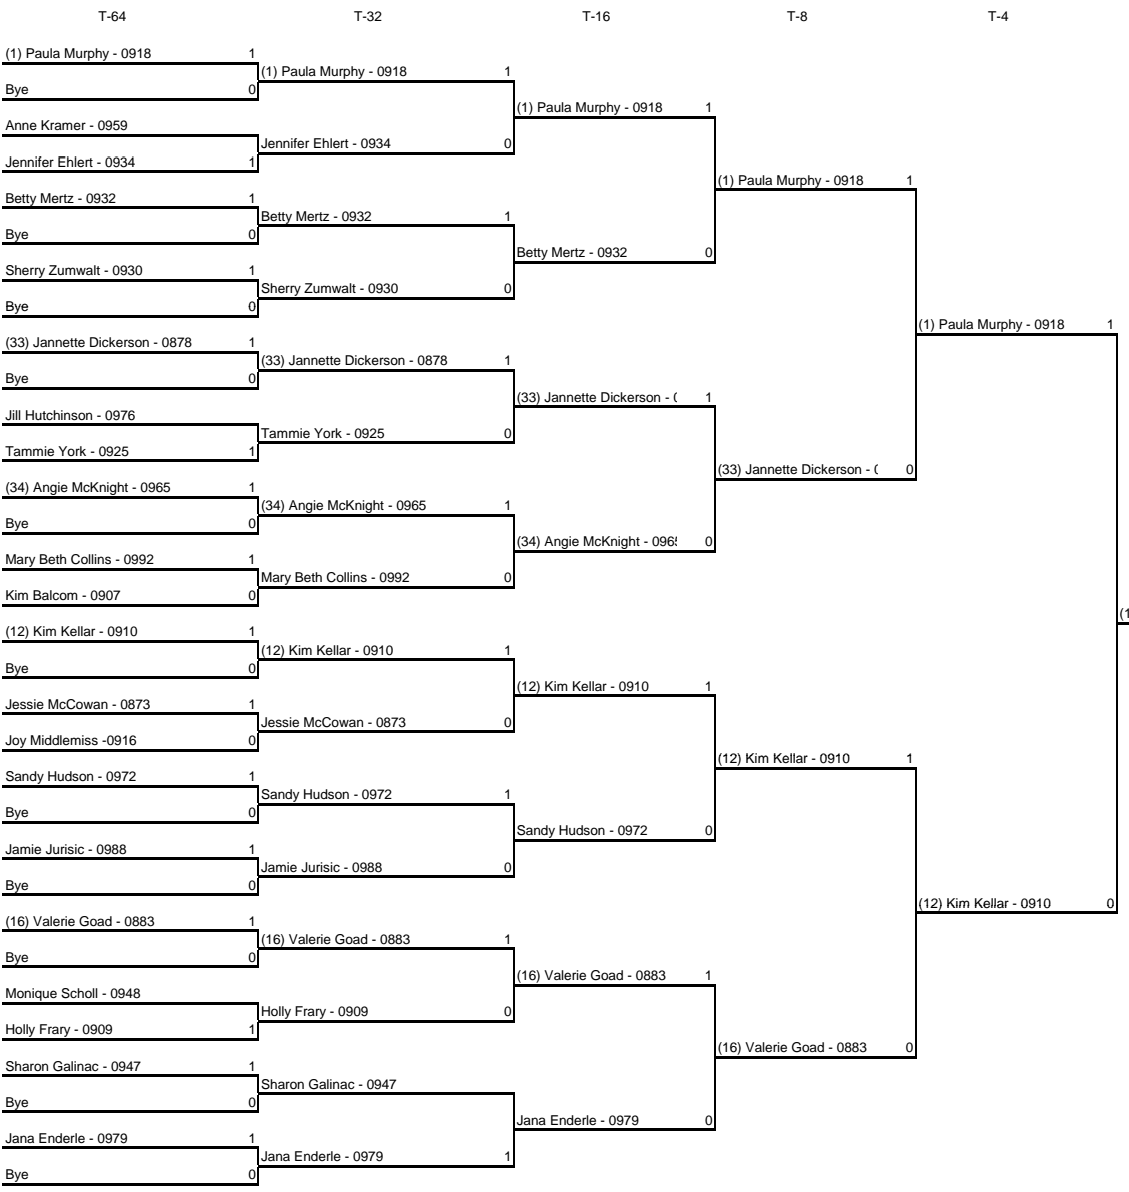 T-64 T-32 T-16 T-8 T-4
(1) Paula Murphy - 0918 1
(1) Paula Murphy - 0918 1
Bye 0
(1) Paula Murphy - 0918 1
Anne Kramer - 0959
Jennifer Ehlert - 0934 0
Jennifer Ehlert - 0934 1
(1) Paula Murphy - 0918 1
Betty Mertz - 0932 1
Betty Mertz - 0932 1
Bye 0
Betty Mertz - 0932 0
Sherry Zumwalt - 0930 1
Sherry Zumwalt - 0930 0
Bye 0
(1) Paula Murphy - 0918 1
(33) Jannette Dickerson - 0878 1
(33) Jannette Dickerson - 0878 1
Bye 0
(33) Jannette Dickerson - ( 1
Jill Hutchinson - 0976
Tammie York - 0925 0
Tammie York - 0925 1
(33) Jannette Dickerson - ( 0
(34) Angie McKnight - 0965 1
(34) Angie McKnight - 0965 1
Bye 0
(34) Angie McKnight - 0965 0
Mary Beth Collins - 0992 1
Mary Beth Collins - 0992 0
Kim Balcom - 0907 0
(1
(12) Kim Kellar - 0910 1
(12) Kim Kellar - 0910 1
Bye 0
(12) Kim Kellar - 0910 1
Jessie McCowan - 0873 1
Jessie McCowan - 0873 0
Joy Middlemiss -0916 0
(12) Kim Kellar - 0910 1
Sandy Hudson - 0972 1
Sandy Hudson - 0972 1
Bye 0
Sandy Hudson - 0972 0
Jamie Jurisic - 0988 1
Jamie Jurisic - 0988 0
Bye 0
(12) Kim Kellar - 0910 0
(16) Valerie Goad - 0883 1
(16) Valerie Goad - 0883 1
Bye 0
(16) Valerie Goad - 0883 1
Monique Scholl - 0948
Holly Frary - 0909 0
Holly Frary - 0909 1
(16) Valerie Goad - 0883 0
Sharon Galinac - 0947 1
Sharon Galinac - 0947
Bye 0
Jana Enderle - 0979 0
Jana Enderle - 0979 1
Jana Enderle - 0979 1
Bye 0